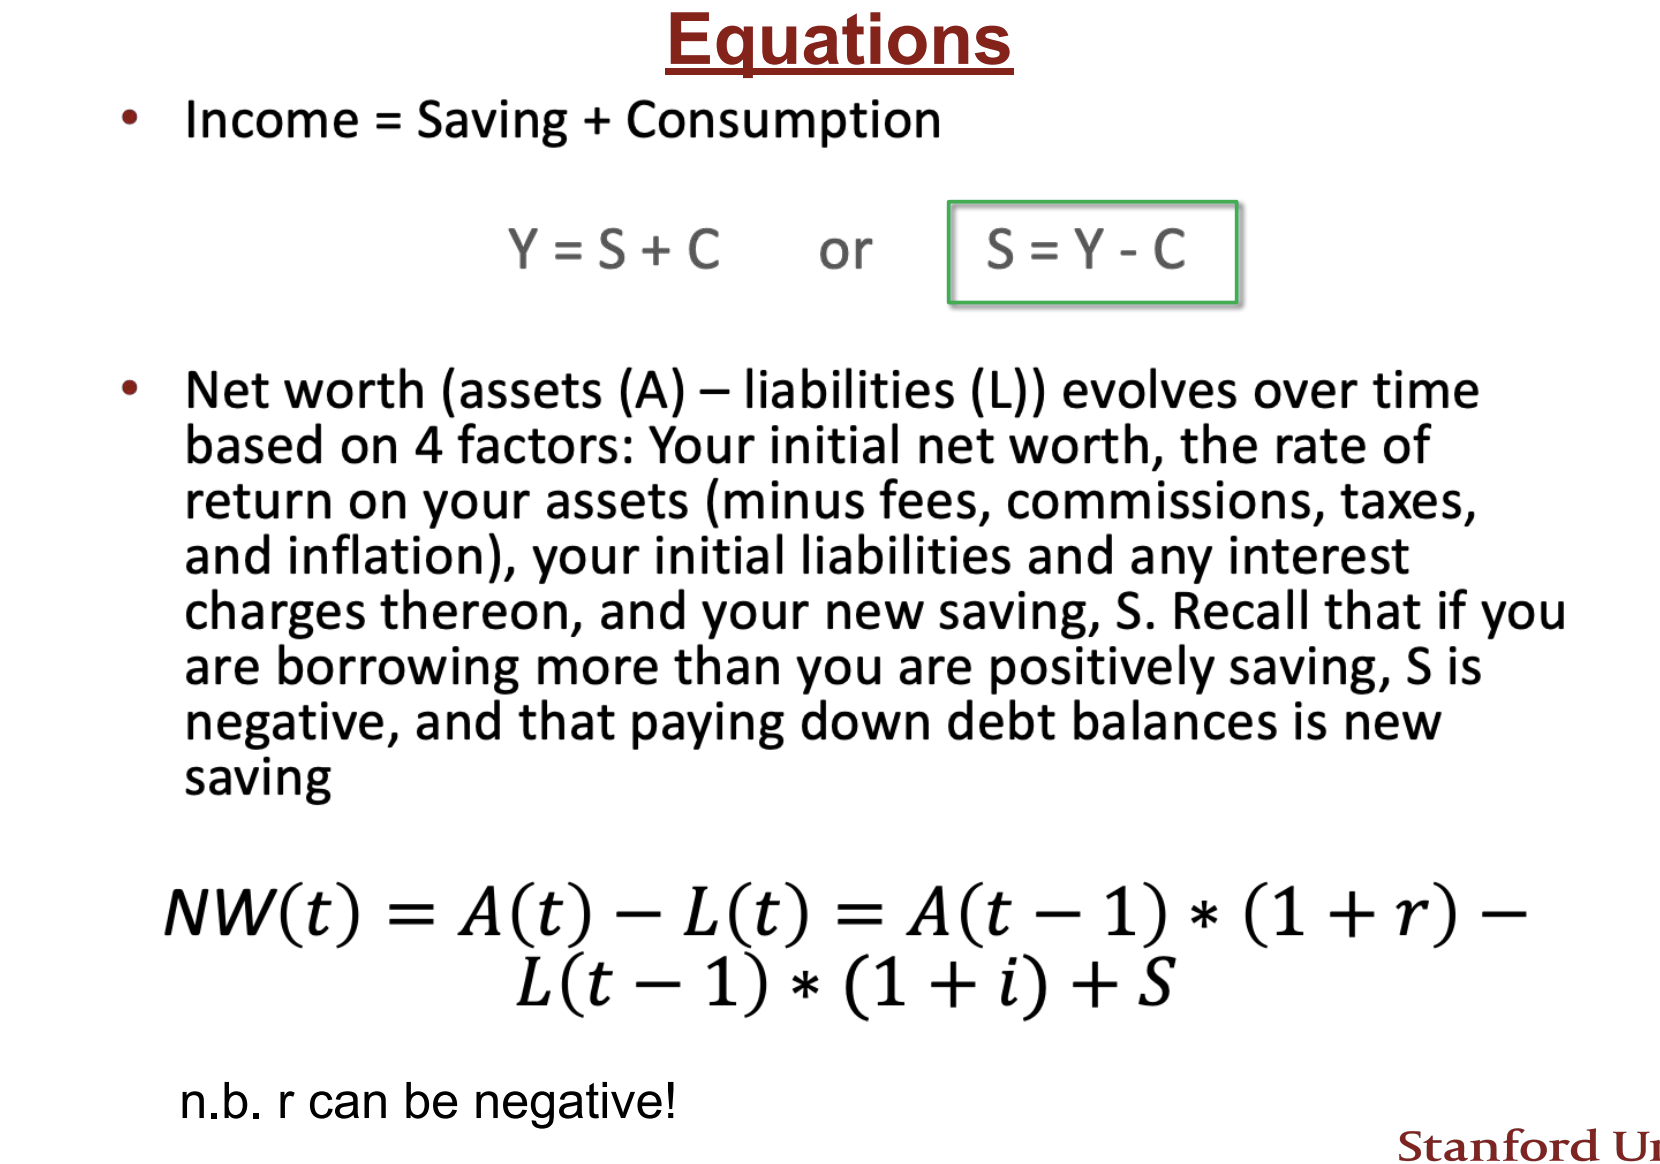 Equations
• Income = Saving + Consumption
Y = S + C or S = Y - C
• Net worth (assets (A) – liabilities (L)) evolves over time
based on 4 factors: Your initial net worth, the rate of
return on your assets (minus fees, commissions, taxes,
and inflation), your initial liabilities and any interest
charges thereon, and your new saving, S. Recall that if you
are borrowing more than you are positively saving, S is
negative, and that paying down debt balances is new
saving
NW(t) = A(t) − L(t) = A(t − 1) * (1 + r) −
L(t − 1) * (1 + i) + S
n.b. r can be negative!
Stanford